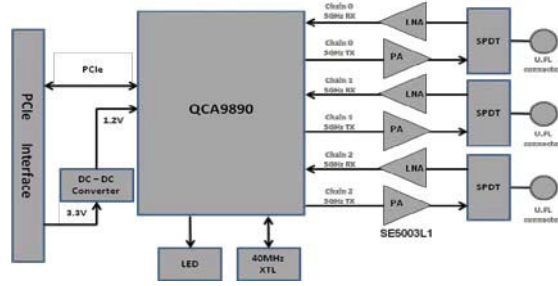 Chain 0
5GHz RX
LNA
SPDT
U.FL
connector
Chain 0
5GHz TX
PA
PCIe
Chain 1
5GHz RX
LNA
SPDT
U.FL
QCA9890
PCIe Interface
1.2V
Chain 1
5GHz TX
PA
DC – DC
Converter
Chain 2
5GHz RX
LNA
SPDT
U.FL
3.3V
Chain 2
5GHz TX
PA
SE5003L1
LED
40MHz
XTL